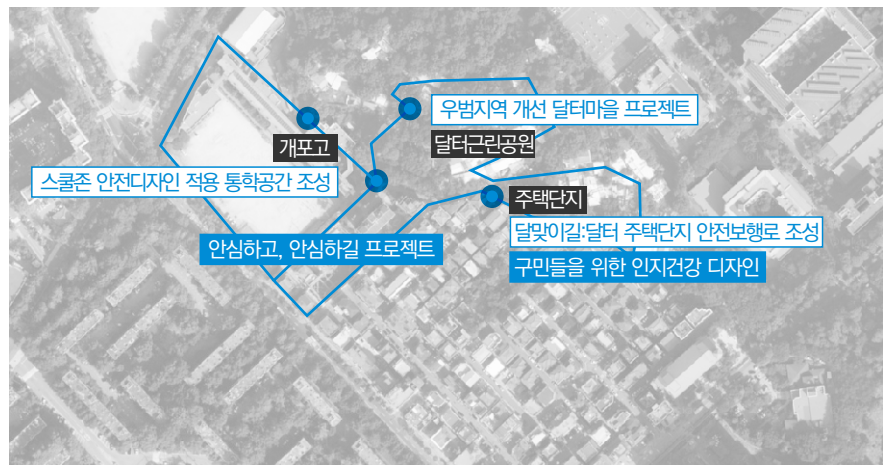 우범지역 개선 달터마을 프로젝트
달터근린공원
개포고
스쿨존 안전디자인 적용 통학공간 조성
주택단지
달맞이길:달터 주택단지 안전보행로 조성
안심하고, 안심하길 프로젝트
구민들을 위한 인지건강 디자인